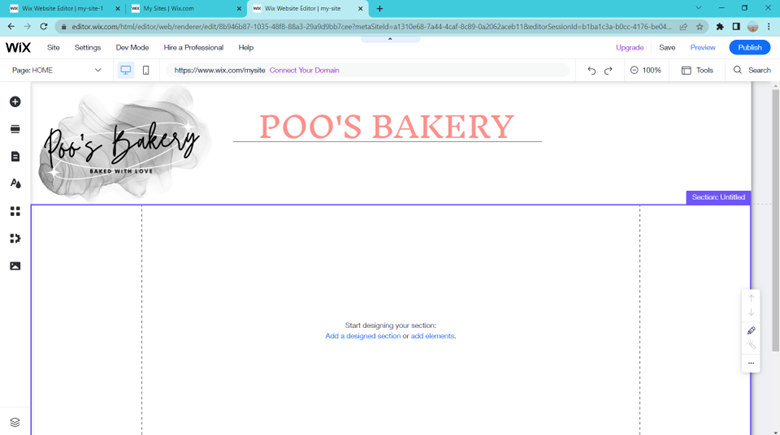 Wix Website Editor | my-site-1
My Sites | Wix.com
Wix Website Editor | my-site
editor.wix.com/html/editor/web/renderer/edit/8b946b87-1035-48f8-88a3-29a9d9bb7cee?metaSiteId=a1310e68-7a44-4caf-8c89-0a2062aceb11&editorSessionId=b1ba1c3a-b0cc-4176-be04...
WIX Site Settings Dev Mode Hire a Professional Help Upgrade Save Preview Publish
Page: HOME https://www.wix.com/mysite Connect Your Domain 100% Tools Search
Poo's Bakery
BAKED WITH LOVE
POO'S BAKERY
Section: Untitled
Start designing your section:
Add a designed section or add elements.